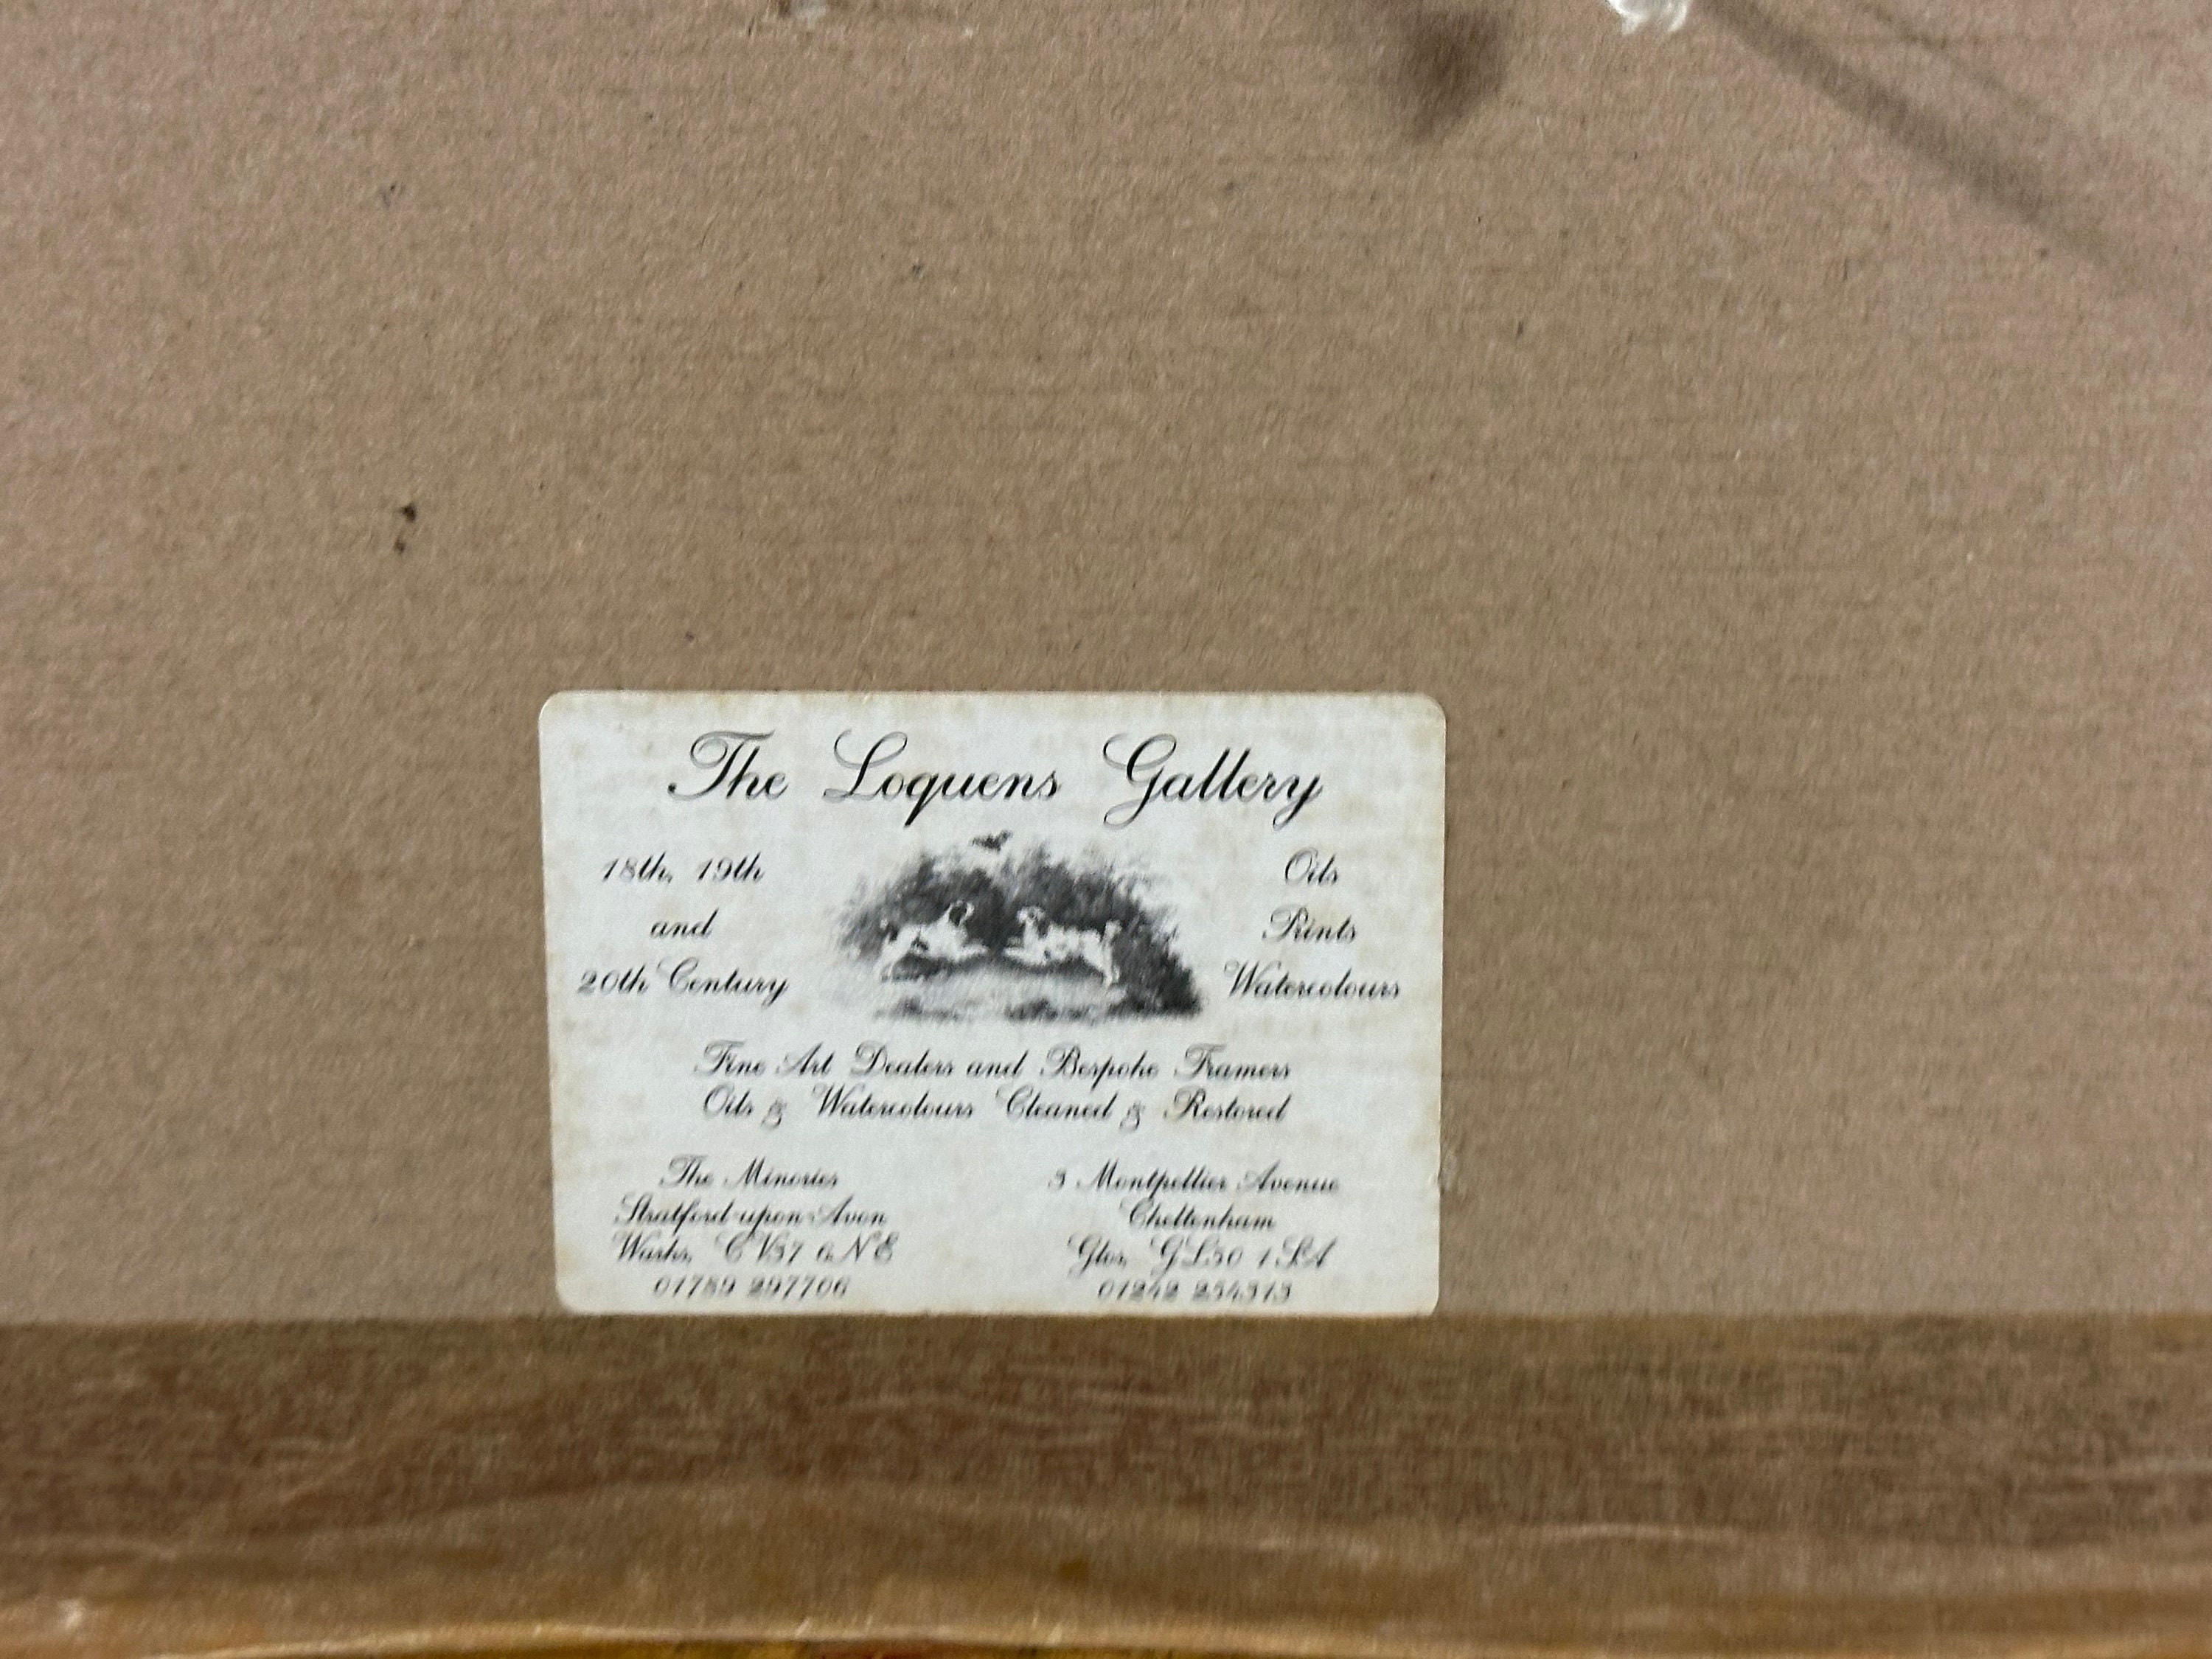 The Loquens Gallery
18th, 19th
and
20th Century
Oils
Prints
Watercolours
Fine Art Dealers and Bespoke Framers
Oils & Watercolours Cleaned & Restored
The Minories
Stratford-upon-Avon
Warks, CV37 6NE
01789 297706
3 Montpellier Avenue
Cheltenham
Glos, GL50 1SA
01242 254313